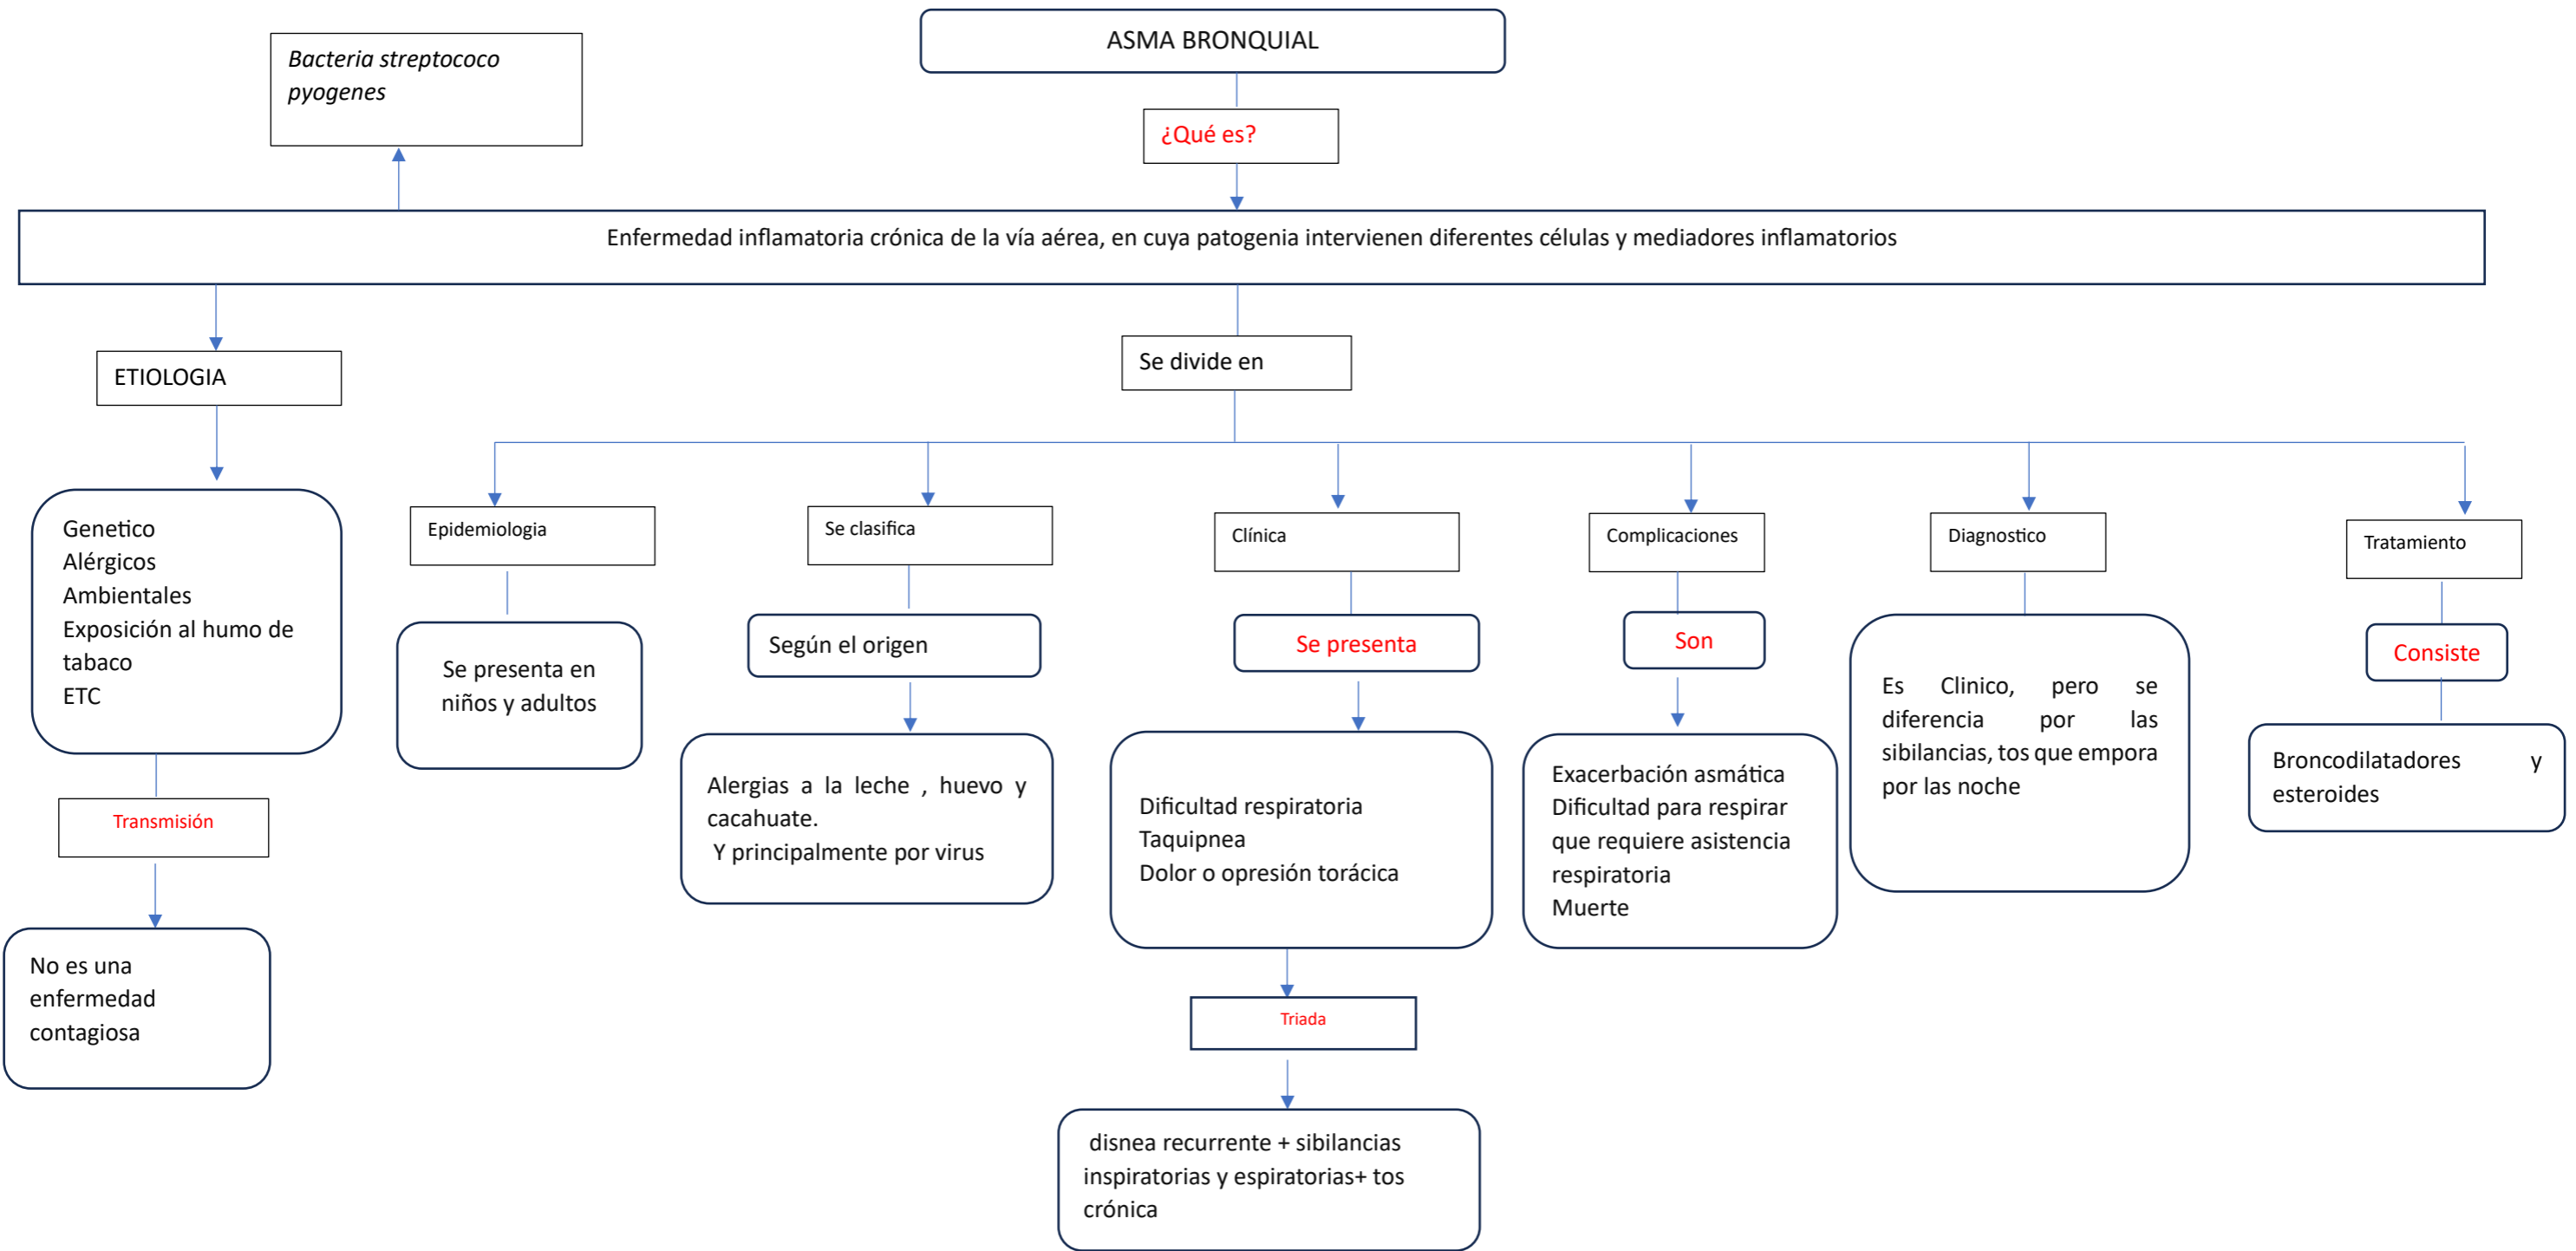 ASMA BRONQUIAL
Bacteria streptococo
pyogenes
¿Qué es?
Enfermedad inflamatoria crónica de la vía aérea, en cuya patogenia intervienen diferentes células y mediadores inflamatorios
ETIOLOGIA
Se divide en
Genetico
Alérgicos
Ambientales
Exposición al humo de
tabaco
ETC
Transmisión
No es una
enfermedad
contagiosa
Epidemiologia
Se presenta en
niños y adultos
Se clasifica
Según el origen
Alergias a la leche , huevo y
cacahuate.
Y principalmente por virus
Clínica
Se presenta
Dificultad respiratoria
Taquipnea
Dolor o opresión torácica
Triada
disnea recurrente + sibilancias
inspiratorias y espiratorias+ tos
crónica
Complicaciones
Son
Exacerbación asmática
Dificultad para respirar
que requiere asistencia
respiratoria
Muerte
Diagnostico
Es Clinico, pero se
diferencia por las
sibilancias, tos que empora
por las noche
Tratamiento
Consiste
Broncodilatadores y
esteroides